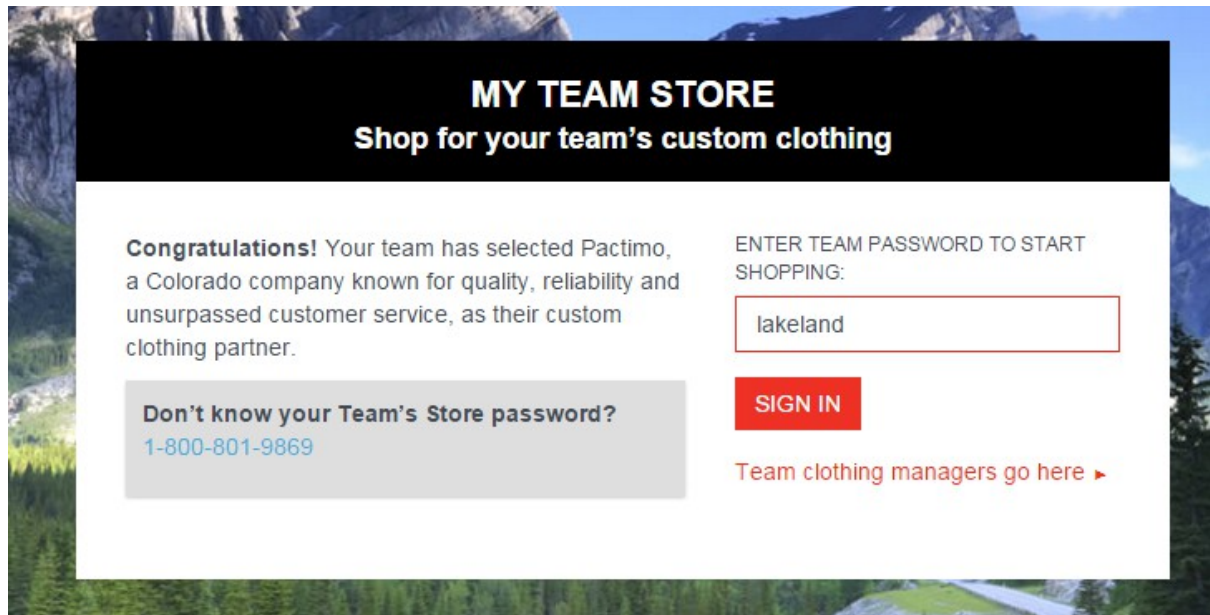 MY TEAM STORE
Shop for your team's custom clothing
Congratulations! Your team has selected Pactimo,
a Colorado company known for quality, reliability and
unsurpassed customer service, as their custom
clothing partner.
Don't know your Team's Store password?
1-800-801-9869
ENTER TEAM PASSWORD TO START
SHOPPING:
lakeland
SIGN IN
Team clothing managers go here ►